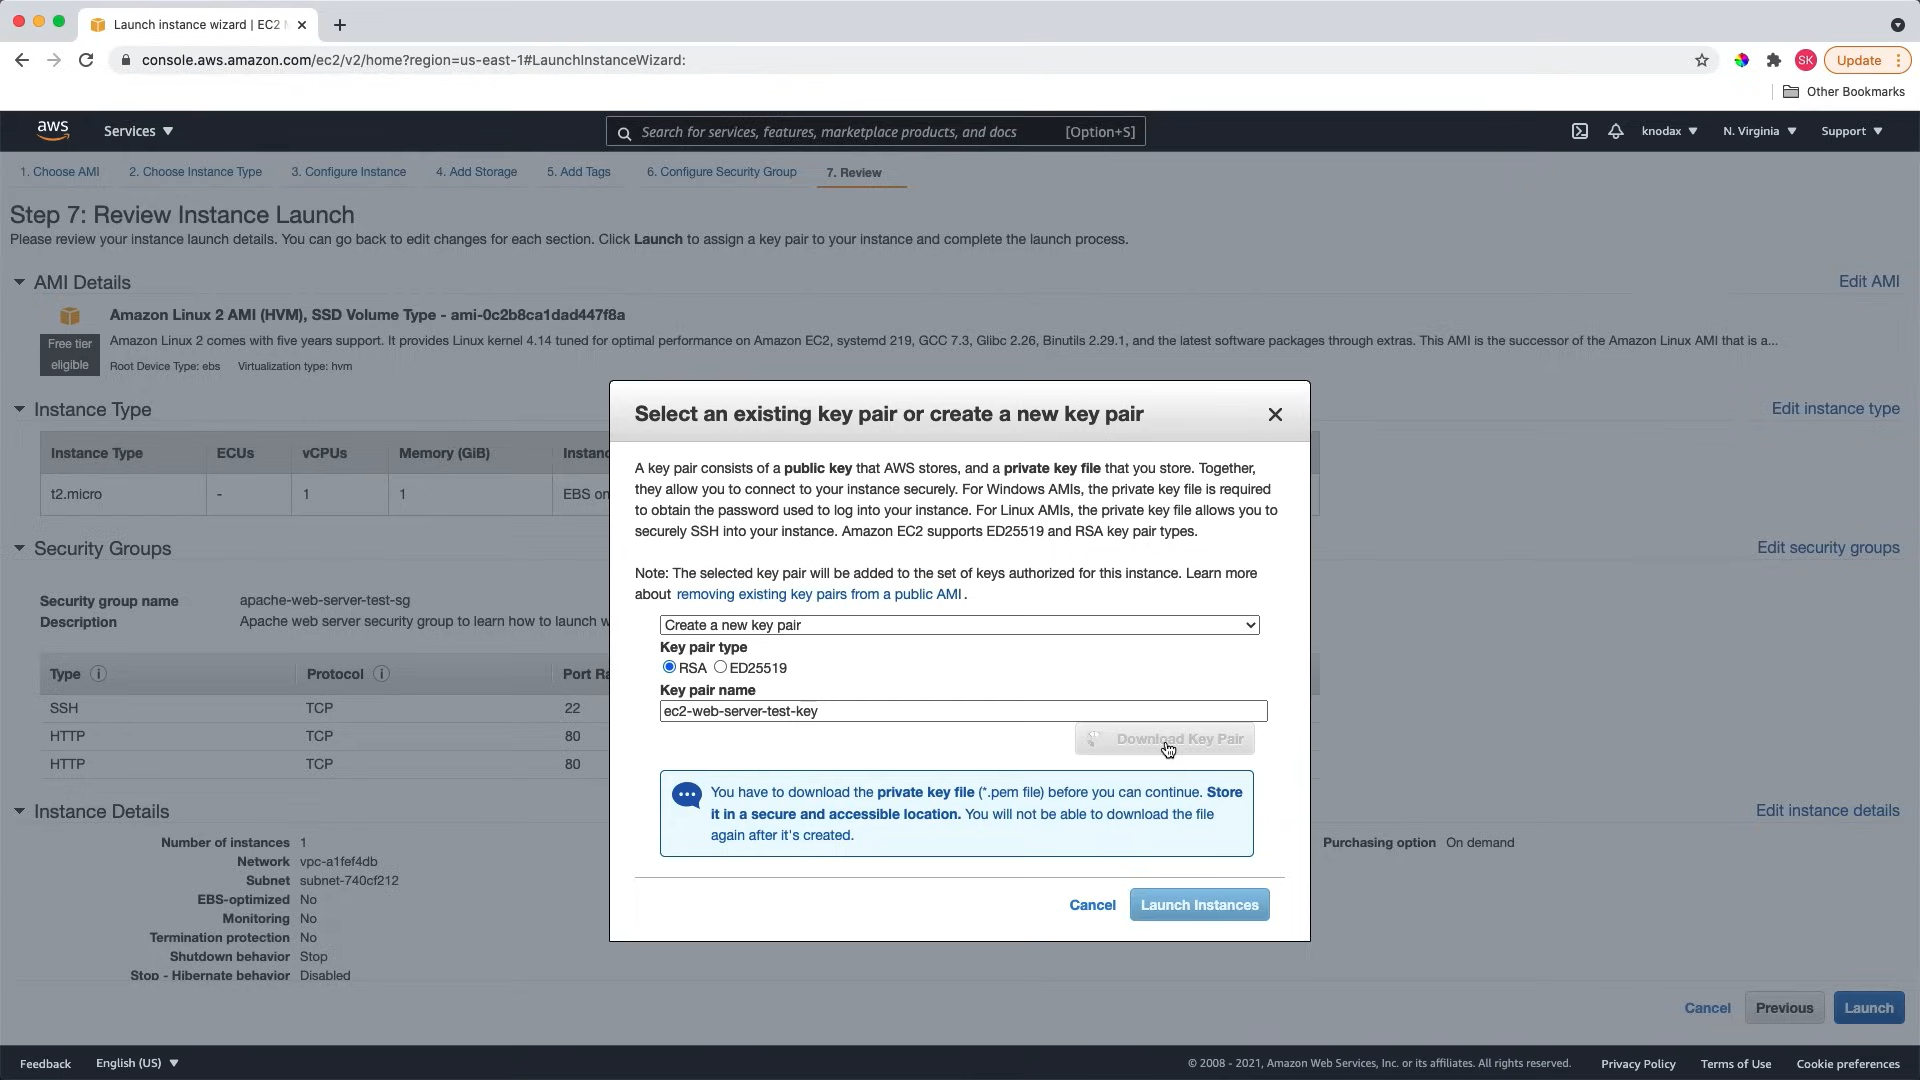 Launch instance wizard | EC2
console.aws.amazon.com/ec2/v2/home?region=us-east-1#LaunchInstanceWizard:
SK
Update
Other Bookmarks
aws
Services
Search for services, features, marketplace products, and docs [Option+S]
knodax
N. Virginia
Support
1. Choose AMI 2. Choose Instance Type 3. Configure Instance 4. Add Storage 5. Add Tags 6. Configure Security Group 7. Review
Step 7: Review Instance Launch
Please review your instance launch details. You can go back to edit changes for each section. Click Launch to assign a key pair to your instance and complete the launch process.
AMI Details
Edit AMI
Amazon Linux 2 AMI (HVM), SSD Volume Type - ami-0c2b8ca1dad447f8a
Free tier
eligible
Amazon Linux 2 comes with five years support. It provides Linux kernel 4.14 tuned for optimal performance on Amazon EC2, systemd 219, GCC 7.3, Glibc 2.26, Binutils 2.29.1, and the latest software packages through extras. This AMI is the successor of the Amazon Linux AMI that is a...
Root Device Type: ebs Virtualization type: hvm
Instance Type
Edit instance type
Instance Type ECUs vCPUs Memory (GiB) Instanc
t2.micro - 1 1 EBS on
Security Groups
Edit security groups
Security group name apache-web-server-test-sg
Description Apache web server security group to learn how to launch w
Type Protocol Port Ra
SSH TCP 22
HTTP TCP 80
HTTP TCP 80
Instance Details
Edit instance details
Number of instances 1
Network vpc-a1fef4db
Subnet subnet-740cf212
EBS-optimized No
Monitoring No
Termination protection No
Shutdown behavior Stop
Stop - Hibernate behavior Disabled
Purchasing option On demand
Select an existing key pair or create a new key pair
A key pair consists of a public key that AWS stores, and a private key file that you store. Together,
they allow you to connect to your instance securely. For Windows AMIs, the private key file is required
to obtain the password used to log into your instance. For Linux AMIs, the private key file allows you to
securely SSH into your instance. Amazon EC2 supports ED25519 and RSA key pair types.
Note: The selected key pair will be added to the set of keys authorized for this instance. Learn more
about removing existing key pairs from a public AMI.
Create a new key pair
Key pair type
RSA ED25519
Key pair name
ec2-web-server-test-key
Download Key Pair
You have to download the private key file (*.pem file) before you can continue. Store
it in a secure and accessible location. You will not be able to download the file
again after it's created.
Cancel Launch Instances
Cancel Previous Launch
Feedback English (US)
© 2008 - 2021, Amazon Web Services, Inc. or its affiliates. All rights reserved. Privacy Policy Terms of Use Cookie preferences